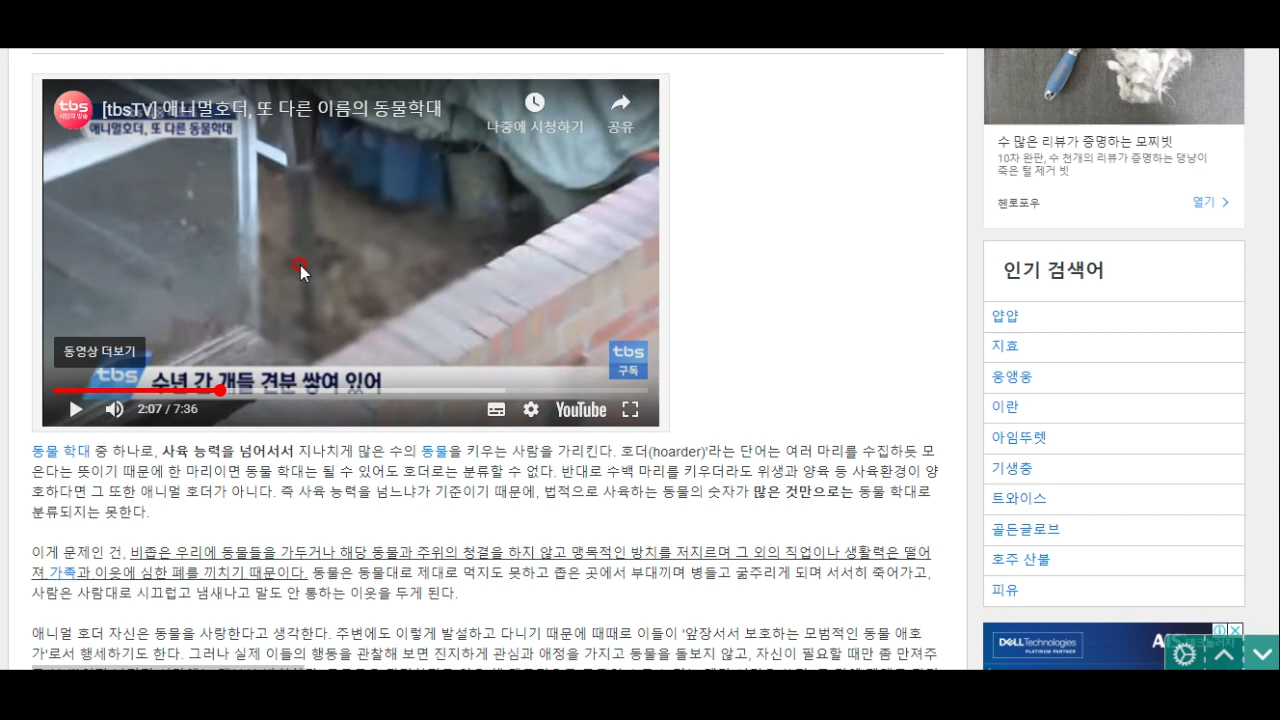 tbs
시민의 방송
[tbsTV] 애니멀호더, 또 다른 이름의 동물학대
애니멀호더, 또 다른 동물학대
나중에 시청하기
공유
동영상 더보기
tbs
구독
tbs
수년 간 개들 견분 쌓여 있어
2:07 / 7:36
YouTube
동물 학대 중 하나로, 사육 능력을 넘어서서 지나치게 많은 수의 동물을 키우는 사람을 가리킨다. 호더(hoarder)'라는 단어는 여러 마리를 수집하듯 모
은다는 뜻이기 때문에 한 마리이면 동물 학대는 될 수 있어도 호더로는 분류할 수 없다. 반대로 수백 마리를 키우더라도 위생과 양육 등 사육환경이 양
호하다면 그 또한 애니멀 호더가 아니다. 즉 사육 능력을 넘느냐가 기준이기 때문에, 법적으로 사육하는 동물의 숫자가 많은 것만으로는 동물 학대로
분류되지는 못한다.
이게 문제인 건, 비좁은 우리에 동물들을 가두거나 해당 동물과 주위의 청결을 하지 않고 맹목적인 방치를 저지르며 그 외의 직업이나 생활력은 떨어
져 가족과 이웃에 심한 폐를 끼치기 때문이다. 동물은 동물대로 제대로 먹지도 못하고 좁은 곳에서 부대끼며 병들고 굶주리게 되며 서서히 죽어가고,
사람은 사람대로 시끄럽고 냄새나고 말도 안 통하는 이웃을 두게 된다.
애니멀 호더 자신은 동물을 사랑한다고 생각한다. 주변에도 이렇게 발설하고 다니기 때문에 때때로 이들이 '앞장서서 보호하는 모범적인 동물 애호
가'로서 행세하기도 한다. 그러나 실제 이들의 행동을 관찰해 보면 진지하게 관심과 애정을 가지고 동물을 돌보지 않고, 자신이 필요할 때만 좀 만져주
수 많은 리뷰가 증명하는 모찌빗
10차 완판, 수 천개의 리뷰가 증명하는 댕냥이
죽은 털 제거 빗
헨로포우
열기
인기 검색어
얍얍
지효
웅앵웅
이란
아임뚜렛
기생충
트와이스
골든글로브
호주 산불
피유
DELL Technologies
PLATINUM PARTNER